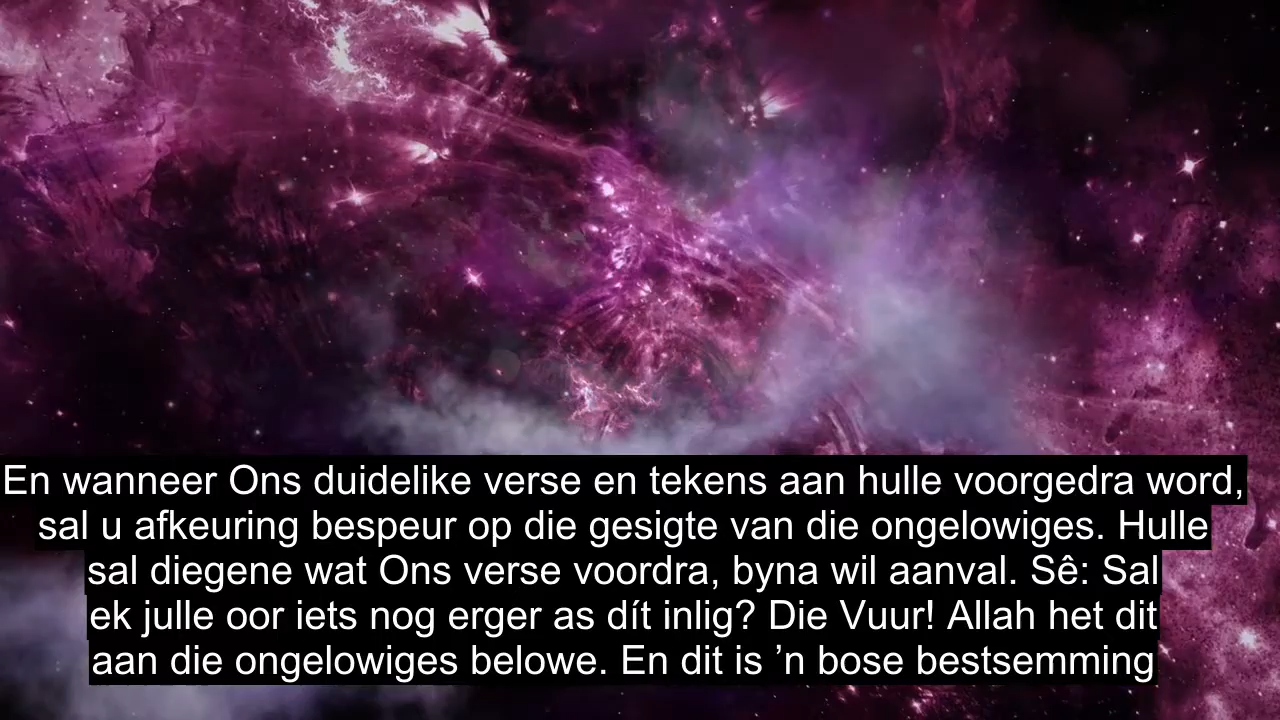 En wanneer Ons duidelike verse en tekens aan hulle voorgedra word,
sal u afkeuring bespeur op die gesigte van die ongelowiges. Hulle
sal diegene wat Ons verse voordra, byna wil aanval. Sê: Sal
ek julle oor iets nog erger as dít inlig? Die Vuur! Allah het dit
aan die ongelowiges belowe. En dit is ’n bose bestsemming